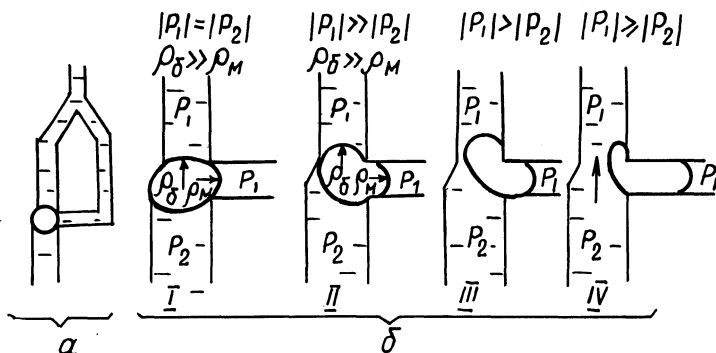 |P₁|=|P₂| |P₁|≫|P₂| |P₁|>|P₂| |P₁|⩾|P₂|
ρб≫ρм ρб≫ρм
P₁ P₁ P₁ P₁
ρб ρм P₁ ρб ρм P₁ P₁ P₁
P₂ P₂ P₂ P₂
I II III IV
а б